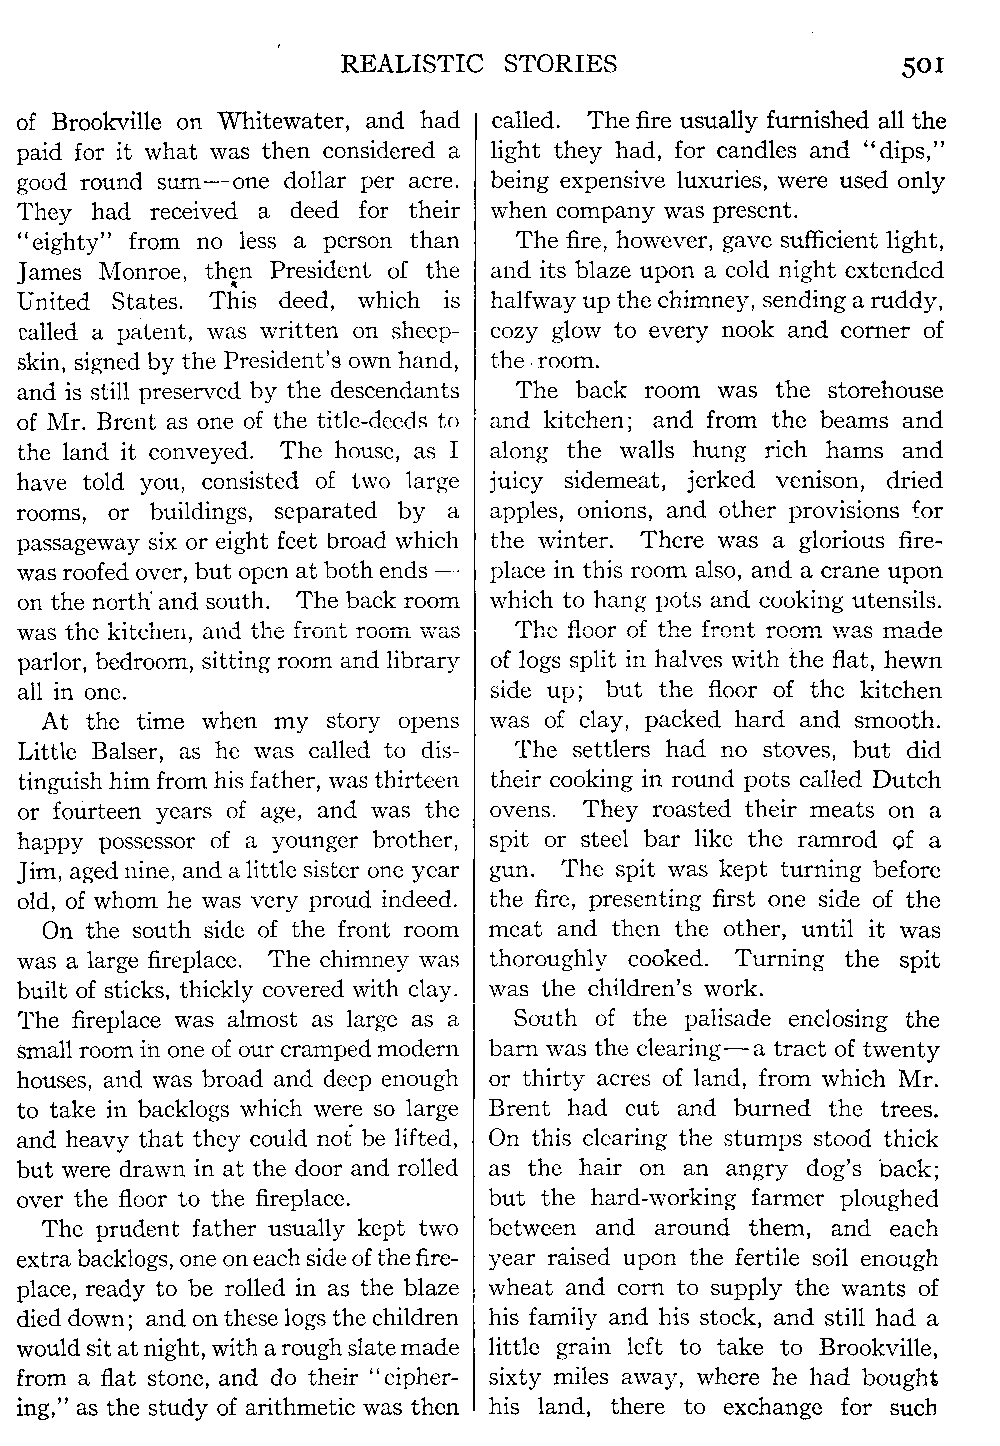 REALISTIC STORIES 501
of Brookville on Whitewater, and had
paid for it what was then considered a
good round sum—one dollar per acre.
They had received a deed for their
“eighty” from no less a person than
James Monroe, then President of the
United States. This deed, which is
called a patent, was written on sheep-
skin, signed by the President’s own hand,
and is still preserved by the descendants
of Mr. Brent as one of the title-deeds to
the land it conveyed. The house, as I
have told you, consisted of two large
rooms, or buildings, separated by a
passageway six or eight feet broad which
was roofed over, but open at both ends—
on the north and south. The back room
was the kitchen, and the front room was
parlor, bedroom, sitting room and library
all in one.
At the time when my story opens
Little Balser, as he was called to dis-
tinguish him from his father, was thirteen
or fourteen years of age, and was the
happy possessor of a younger brother,
Jim, aged nine, and a little sister one year
old, of whom he was very proud indeed.
On the south side of the front room
was a large fireplace. The chimney was
built of sticks, thickly covered with clay.
The fireplace was almost as large as a
small room in one of our cramped modern
houses, and was broad and deep enough
to take in backlogs which were so large
and heavy that they could not be lifted,
but were drawn in at the door and rolled
over the floor to the fireplace.
The prudent father usually kept two
extra backlogs, one on each side of the fire-
place, ready to be rolled in as the blaze
died down; and on these logs the children
would sit at night, with a rough slate made
from a flat stone, and do their “cipher-
ing,” as the study of arithmetic was then
called. The fire usually furnished all the
light they had, for candles and “dips,”
being expensive luxuries, were used only
when company was present.
The fire, however, gave sufficient light,
and its blaze upon a cold night extended
halfway up the chimney, sending a ruddy,
cozy glow to every nook and corner of
the room.
The back room was the storehouse
and kitchen; and from the beams and
along the walls hung rich hams and
juicy sidemeat, jerked venison, dried
apples, onions, and other provisions for
the winter. There was a glorious fire-
place in this room also, and a crane upon
which to hang pots and cooking utensils.
The floor of the front room was made
of logs split in halves with the flat, hewn
side up; but the floor of the kitchen
was of clay, packed hard and smooth.
The settlers had no stoves, but did
their cooking in round pots called Dutch
ovens. They roasted their meats on a
spit or steel bar like the ramrod of a
gun. The spit was kept turning before
the fire, presenting first one side of the
meat and then the other, until it was
thoroughly cooked. Turning the spit
was the children’s work.
South of the palisade enclosing the
barn was the clearing—a tract of twenty
or thirty acres of land, from which Mr.
Brent had cut and burned the trees.
On this clearing the stumps stood thick
as the hair on an angry dog’s back;
but the hard-working farmer ploughed
between and around them, and each
year raised upon the fertile soil enough
wheat and corn to supply the wants of
his family and his stock, and still had a
little grain left to take to Brookville,
sixty miles away, where he had bought
his land, there to exchange for such